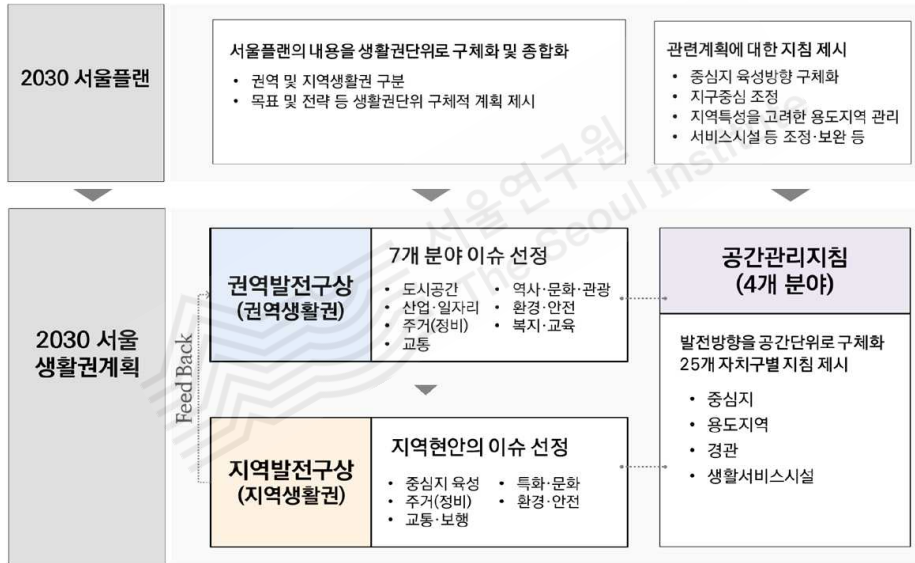 2030 서울플랜
서울플랜의 내용을 생활권단위로 구체화 및 종합화
• 권역 및 지역생활권 구분
• 목표 및 전략 등 생활권단위 구체적 계획 제시
관련계획에 대한 지침 제시
• 중심지 육성방향 구체화
• 지구중심 조정
• 지역특성을 고려한 용도지역 관리
• 서비스시설 등 조정·보완 등
2030 서울
생활권계획
Feed Back
권역발전구상
(권역생활권)
7개 분야 이슈 선정
• 도시공간
• 산업·일자리
• 주거(정비)
• 교통
• 역사·문화·관광
• 환경·안전
• 복지·교육
지역발전구상
(지역생활권)
지역현안의 이슈 선정
• 중심지 육성
• 주거(정비)
• 교통·보행
• 특화·문화
• 환경·안전
공간관리지침
(4개 분야)
발전방향을 공간단위로 구체화
25개 자치구별 지침 제시
• 중심지
• 용도지역
• 경관
• 생활서비스시설
서울연구원
The Seoul Institute